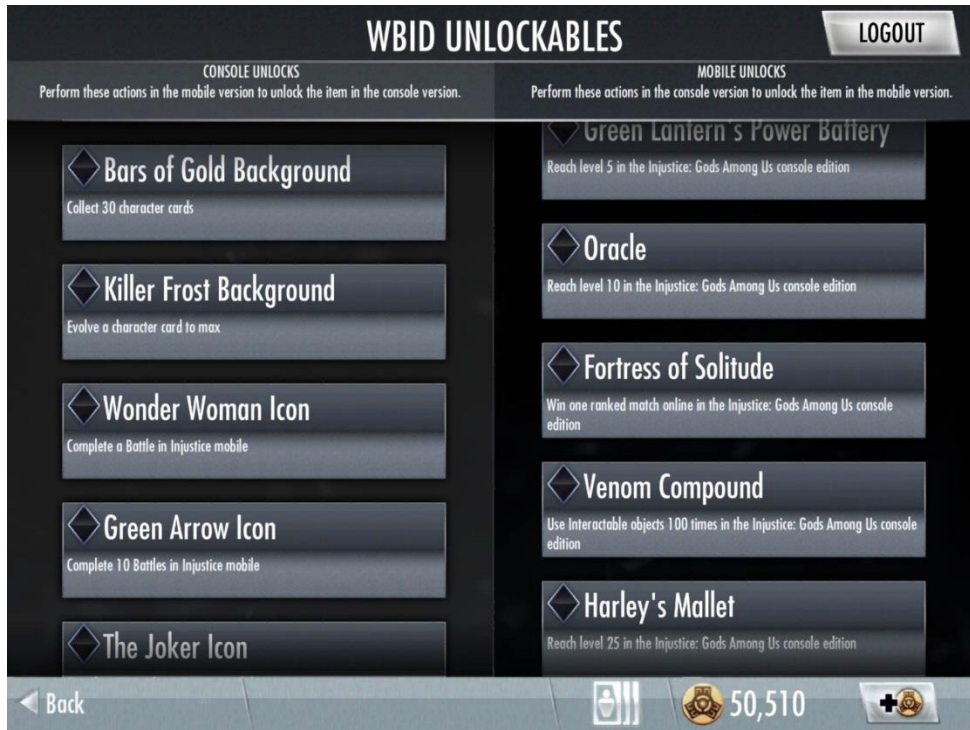 WBID UNLOCKABLES
LOGOUT
CONSOLE UNLOCKS
Perform these actions in the mobile version to unlock the item in the console version.
Bars of Gold Background
Collect 30 character cards
Killer Frost Background
Evolve a character card to max
Wonder Woman Icon
Complete a Battle in Injustice mobile
Green Arrow Icon
Complete 10 Battles in Injustice mobile
The Joker Icon
MOBILE UNLOCKS
Perform these actions in the console version to unlock the item in the mobile version.
Green Lantern's Power Battery
Reach level 5 in the Injustice: Gods Among Us console edition
Oracle
Reach level 10 in the Injustice: Gods Among Us console edition
Fortress of Solitude
Win one ranked match online in the Injustice: Gods Among Us console
edition
Venom Compound
Use Interactable objects 100 times in the Injustice: Gods Among Us console
edition
Harley's Mallet
Reach level 25 in the Injustice: Gods Among Us console edition
Back
50,510